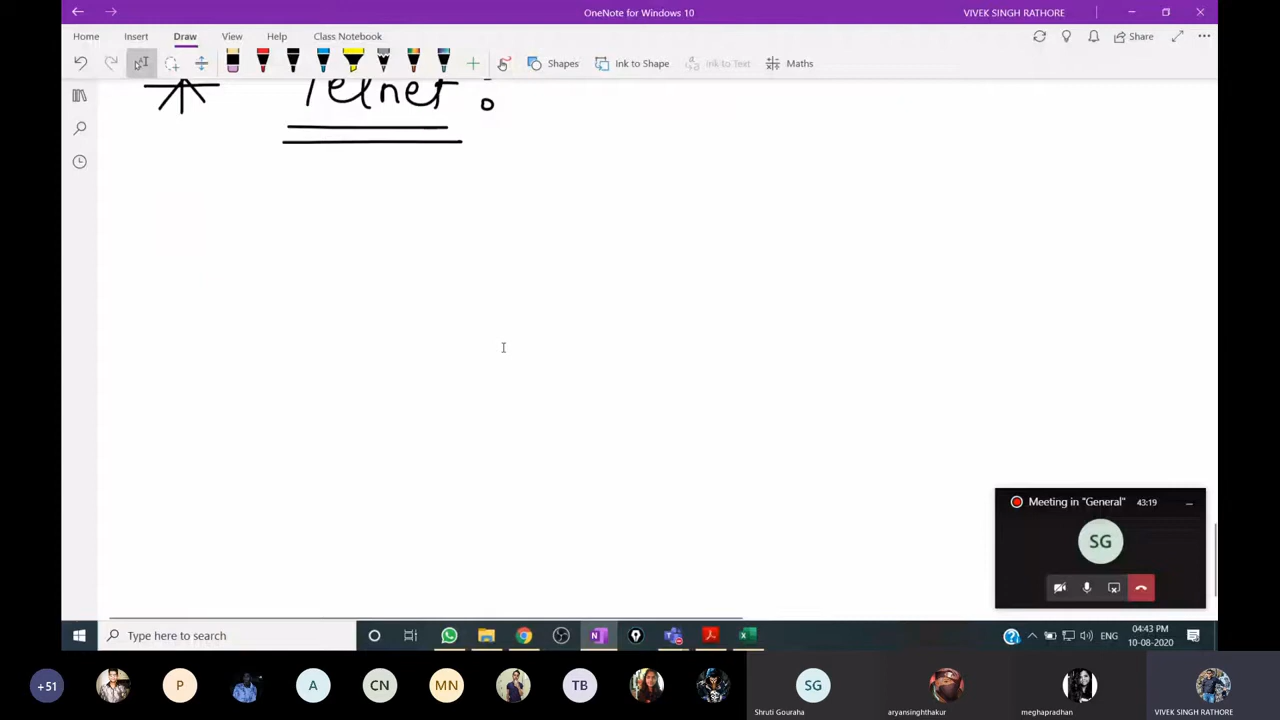 OneNote for Windows 10
VIVEK SINGH RATHORE
Home
Insert
Draw
View
Help
Class Notebook
Share
Shapes
Ink to Shape
Ink to Text
Maths
Telnet :
Meeting in "General"
43:19
SG
Type here to search
ENG
04:43 PM
10-08-2020
+51
P
A
CN
MN
TB
SG
Shruti Gouraha
aryansinghthakur
meghapradhan
VIVEK SINGH RATHORE